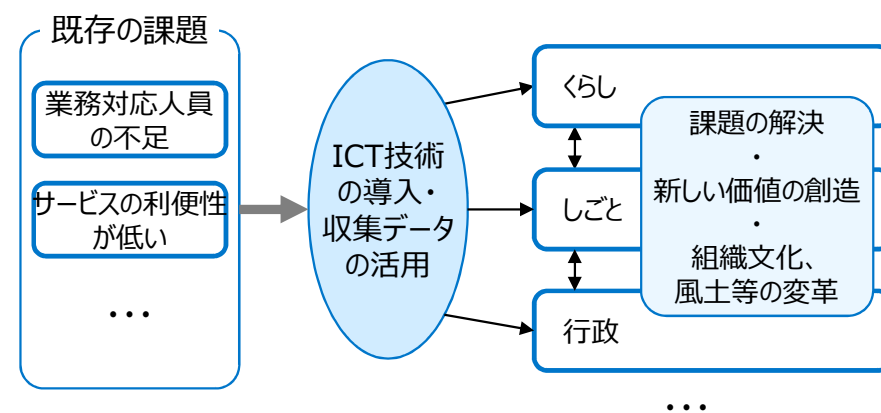 既存の課題
業務対応人員
の不足
サービスの利便性
が低い
・・・
ICT技術
の導入・
収集データ
の活用
くらし
しごと
行政
課題の解決
・
新しい価値の創造
・
組織文化、
風土等の変革
・・・